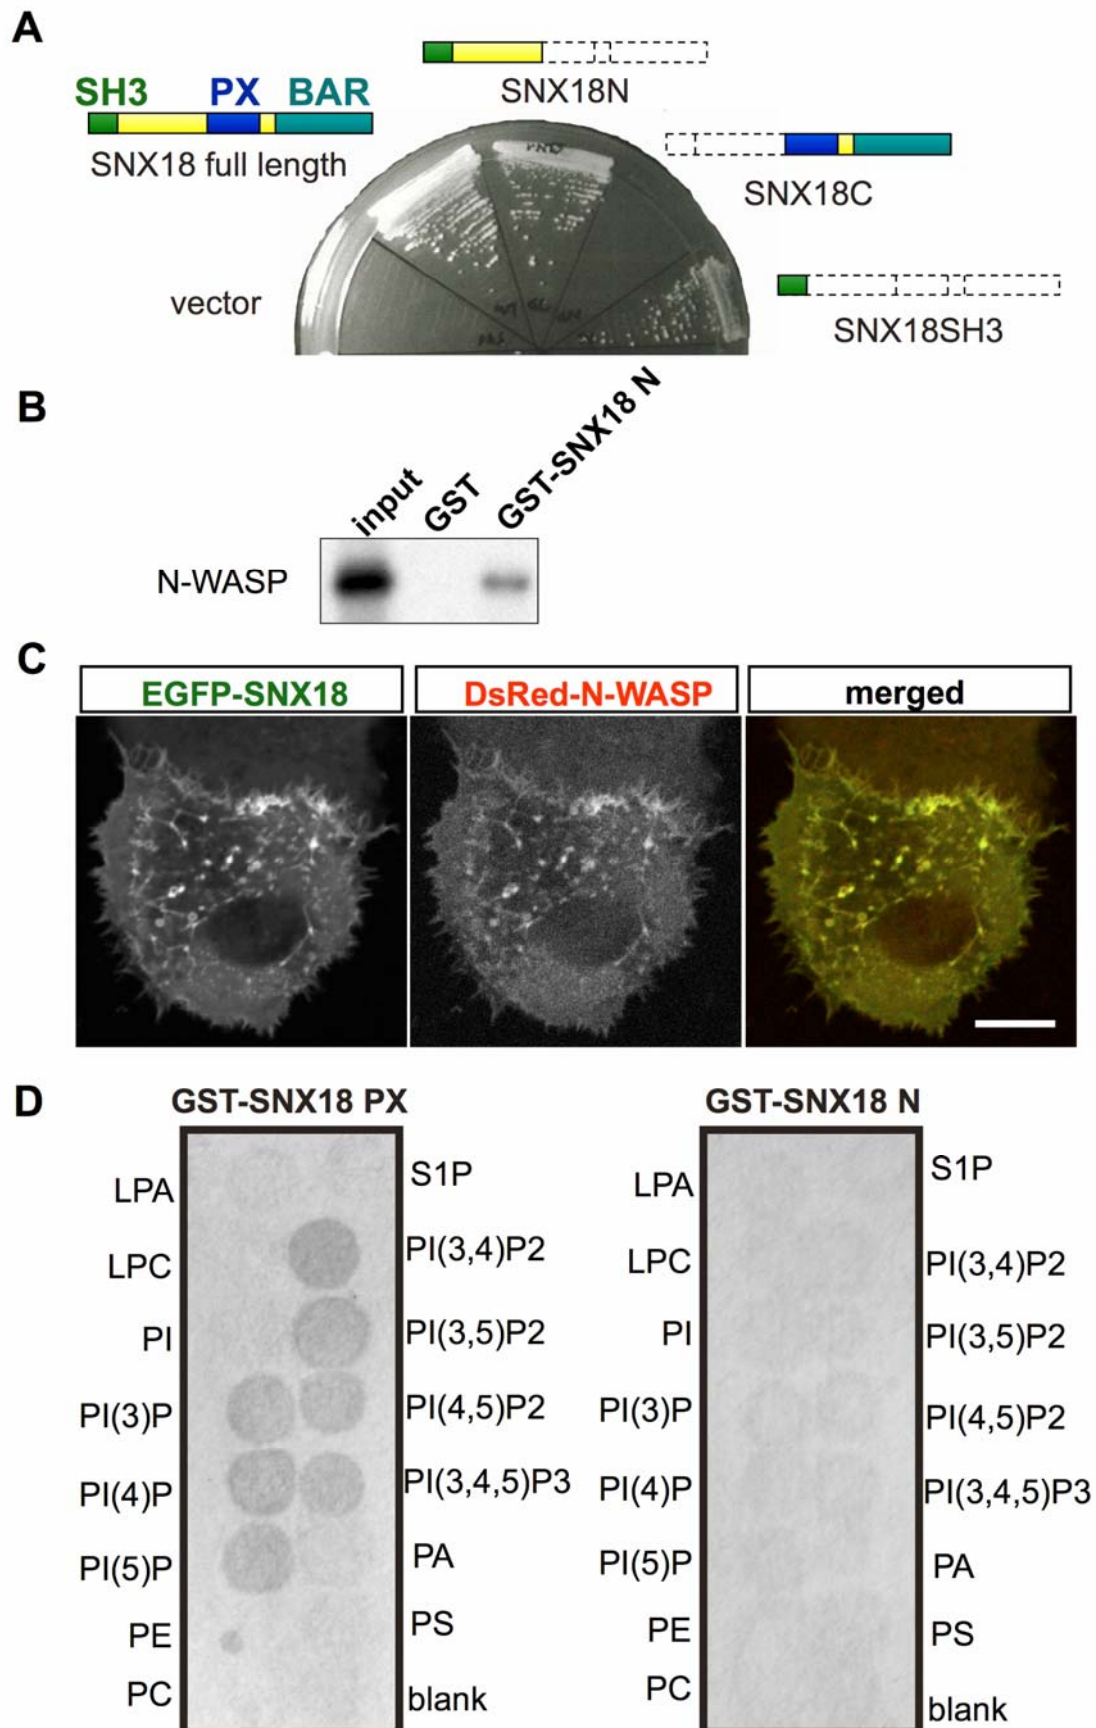 A
SNX18N
SH3 PX BAR
SNX18 full length
SNX18C
vector
SNX18SH3
B
input
GST
GST-SNX18 N
N-WASP
C
EGFP-SNX18
DsRed-N-WASP
merged
D
GST-SNX18 PX
LPA
LPC
PI
PI(3)P
PI(4)P
PI(5)P
PE
PC
S1P
PI(3,4)P2
PI(3,5)P2
PI(4,5)P2
PI(3,4,5)P3
PA
PS
blank
GST-SNX18 N
LPA
LPC
PI
PI(3)P
PI(4)P
PI(5)P
PE
PC
S1P
PI(3,4)P2
PI(3,5)P2
PI(4,5)P2
PI(3,4,5)P3
PA
PS
blank